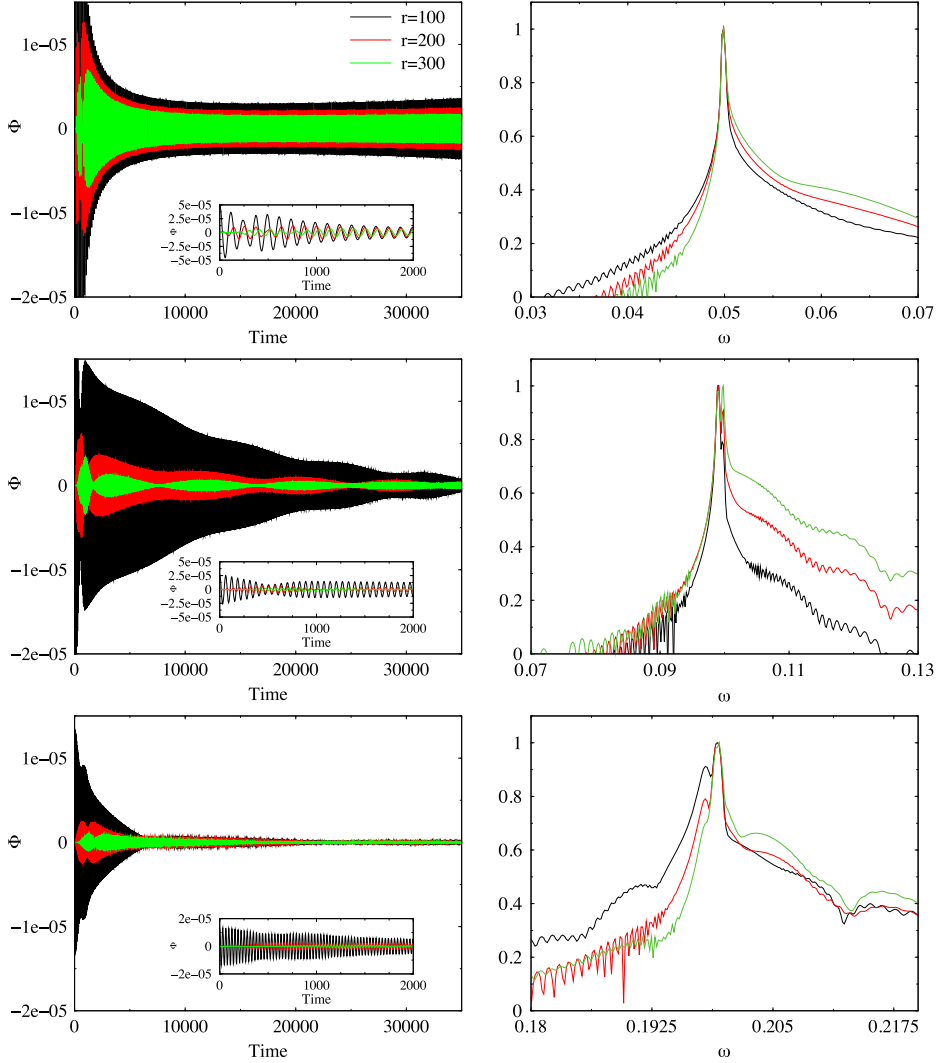 r=100
r=200
r=300
1e−05
0
−1e−05
−2e−05
Φ
0
10000
20000
30000
Time
5e−05
2.5e−05
0
−2.5e−05
−5e−05
Φ
0
1000
2000
Time
1
0.8
0.6
0.4
0.2
0
0.03
0.04
0.05
0.06
0.07
ω
1e−05
0
−1e−05
−2e−05
Φ
0
10000
20000
30000
Time
5e−05
2.5e−05
0
−2.5e−05
−5e−05
Φ
0
1000
2000
Time
1
0.8
0.6
0.4
0.2
0
0.07
0.09
0.11
0.13
ω
1e−05
0
−1e−05
−2e−05
Φ
0
10000
20000
30000
Time
2e−05
0
−2e−05
Φ
0
1000
2000
Time
1
0.8
0.6
0.4
0.2
0
0.18
0.1925
0.205
0.2175
ω